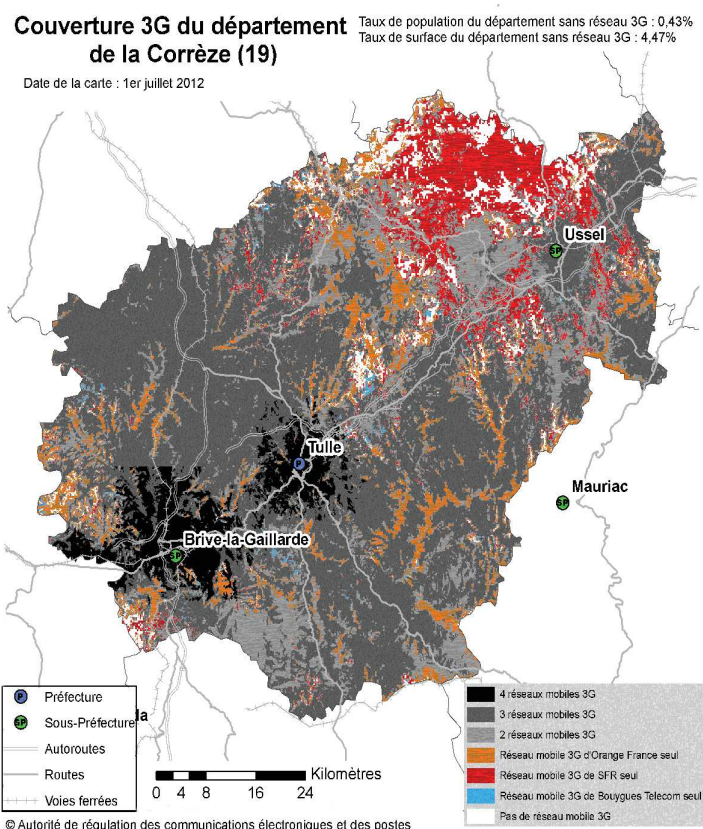 Couverture 3G du département
de la Corrèze (19)
Taux de population du département sans réseau 3G : 0,43%
Taux de surface du département sans réseau 3G : 4,47%
Date de la carte : 1er juillet 2012
Ussel
SP
Tulle
P
Mauriac
SP
Brive-la-Gaillarde
SP
da
P Préfecture
SP Sous-Préfecture
Autoroutes
Routes
Voies ferrées
Kilomètres
0 4 8 16 24
4 réseaux mobiles 3G
3 réseaux mobiles 3G
2 réseaux mobiles 3G
Réseau mobile 3G d'Orange France seul
Réseau mobile 3G de SFR seul
Réseau mobile 3G de Bouygues Telecom seul
Pas de réseau mobile 3G
© Autorité de régulation des communications électroniques et des postes